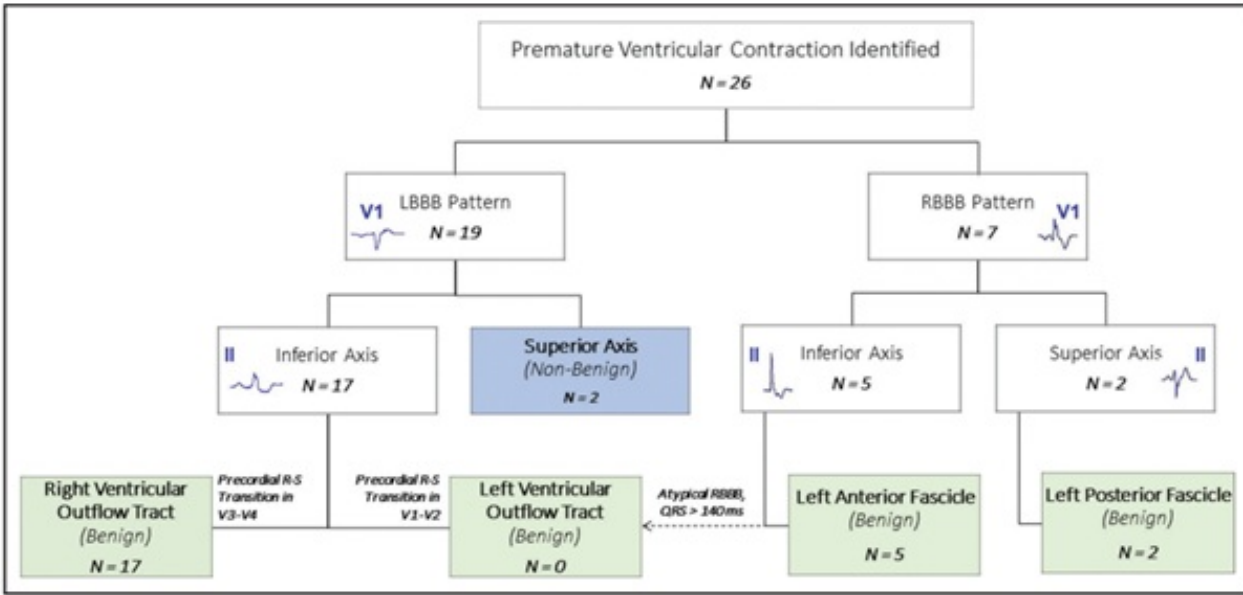 Premature Ventricular Contraction Identified
N = 26
V1
LBBB Pattern
N = 19
RBBB Pattern
V1
N = 7
II
Inferior Axis
N = 17
Superior Axis
(Non-Benign)
N = 2
II
Inferior Axis
N = 5
Superior Axis
II
N = 2
Right Ventricular
Outflow Tract
(Benign)
N = 17
Precordial R-S
Transition in
V3-V4
Precordial R-S
Transition in
V1-V2
Left Ventricular
Outflow Tract
(Benign)
N = 0
Atypical RBBB,
QRS > 140 ms
Left Anterior Fascicle
(Benign)
N = 5
Left Posterior Fascicle
(Benign)
N = 2